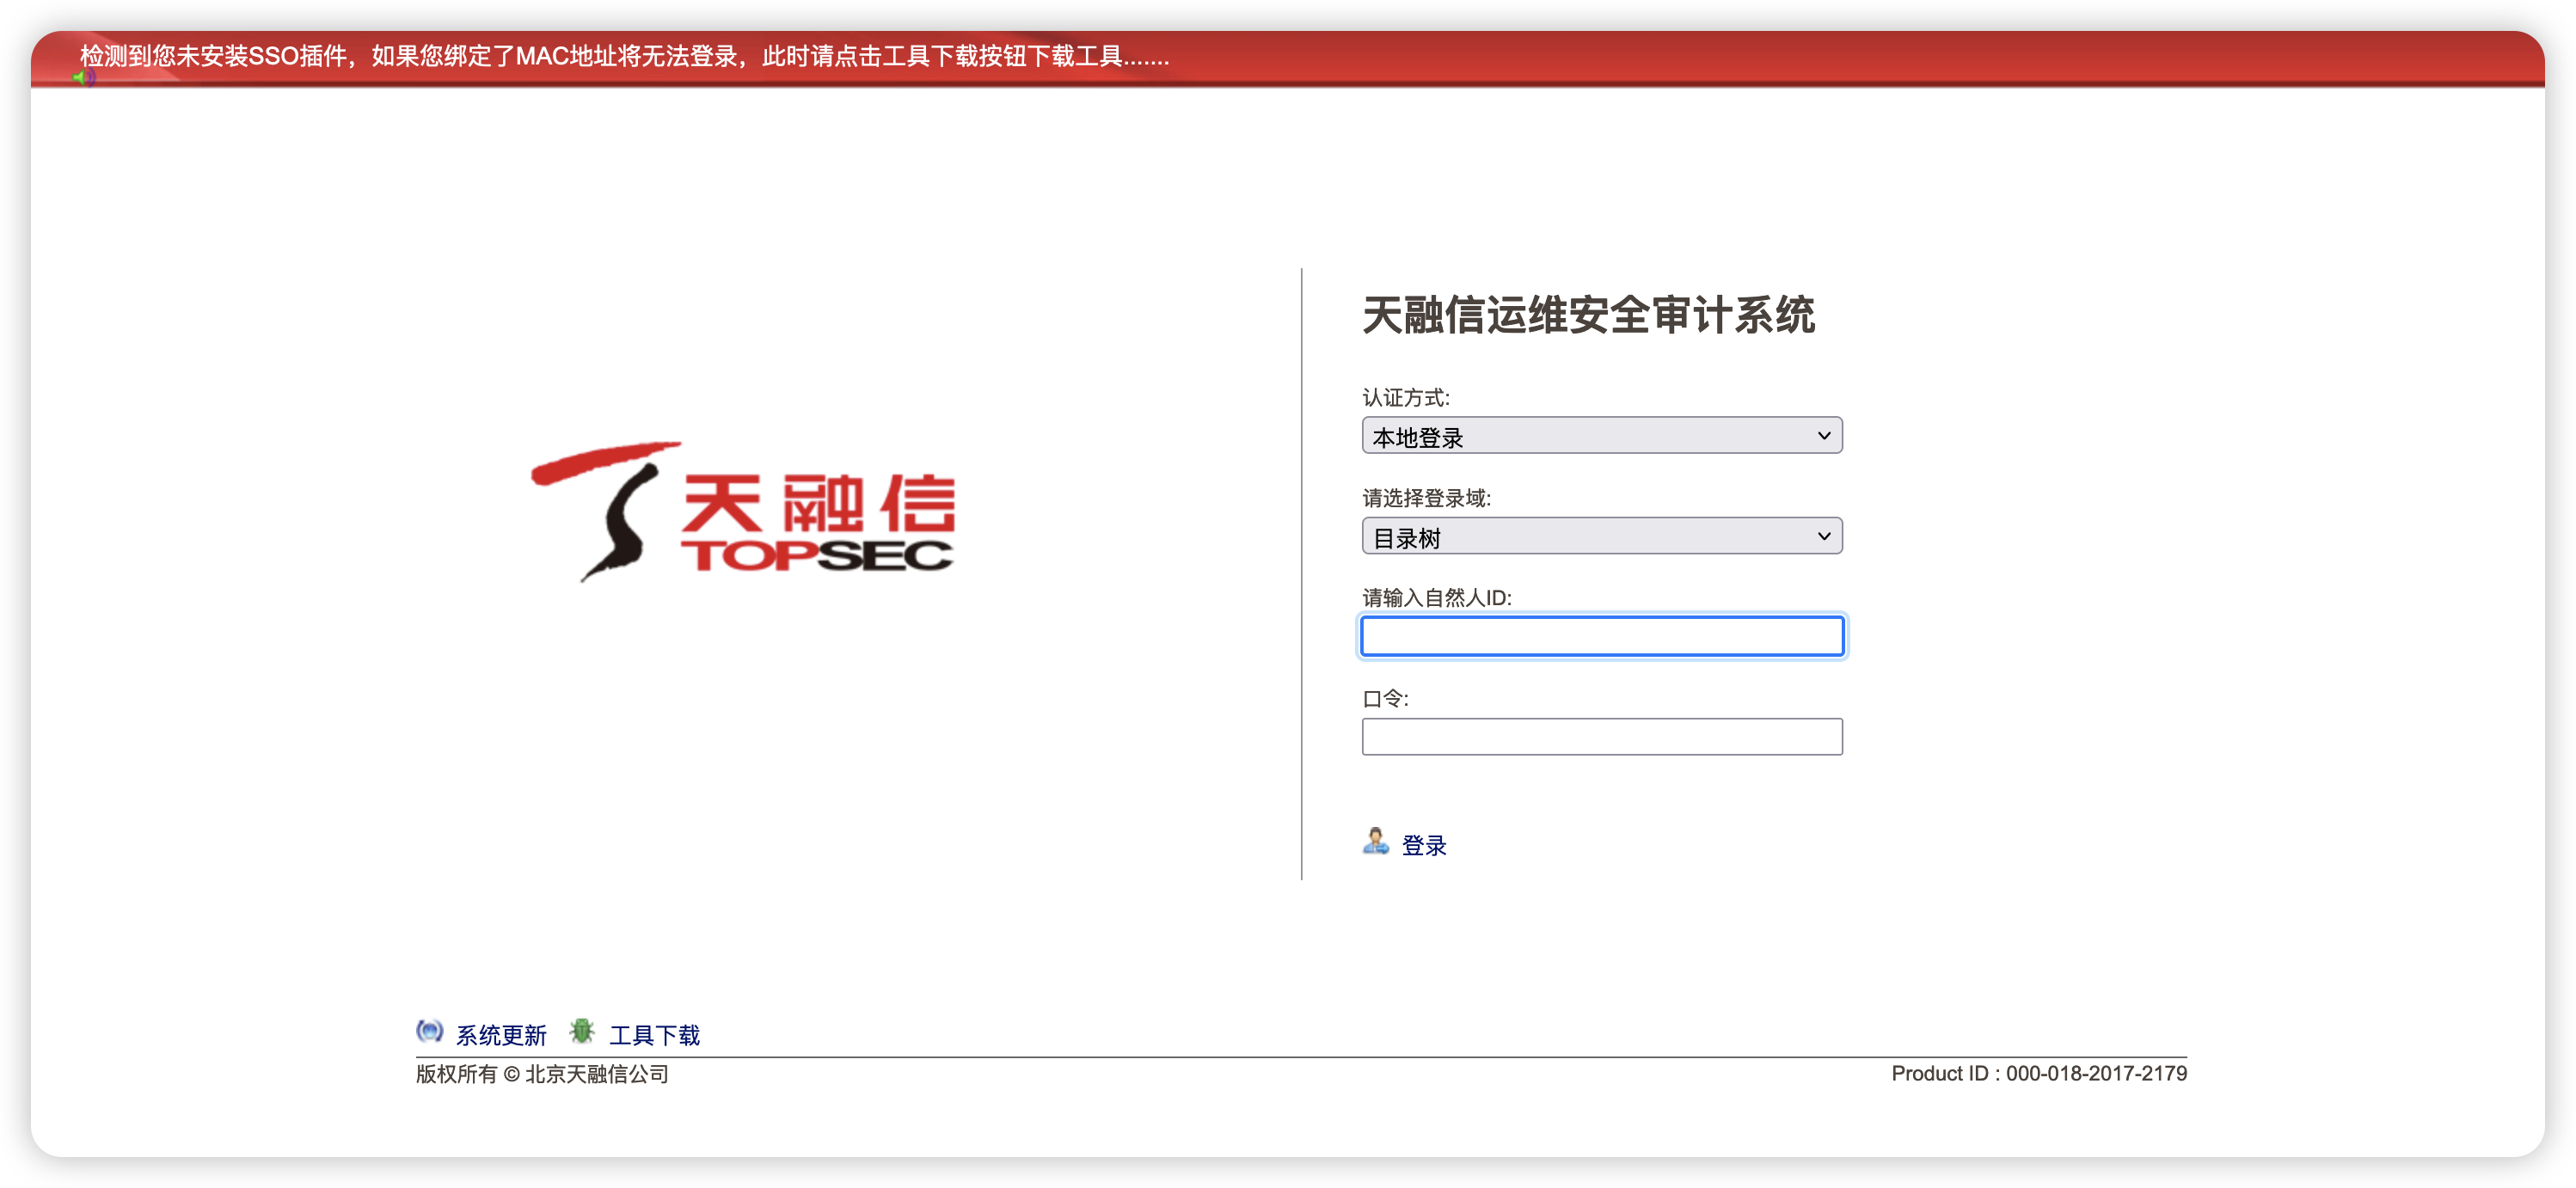 检测到您未安装SSO插件，如果您绑定了MAC地址将无法登录，此时请点击工具下载按钮下载工具.......
天融信
TOPSEC
天融信运维安全审计系统
认证方式:
本地登录
请选择登录域:
目录树
请输入自然人ID:
口令:
登录
系统更新 工具下载
版权所有 © 北京天融信公司
Product ID : 000-018-2017-2179